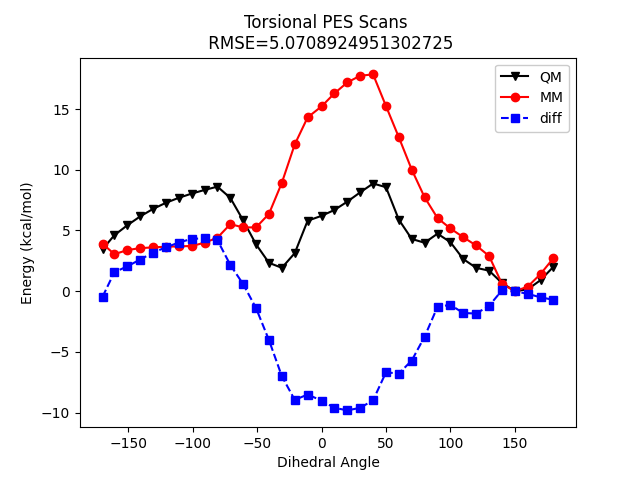 Torsional PES Scans
RMSE=5.0708924951302725
QM
MM
diff
Energy (kcal/mol)
15
10
5
0
−5
−10
−150
−100
−50
0
50
100
150
Dihedral Angle